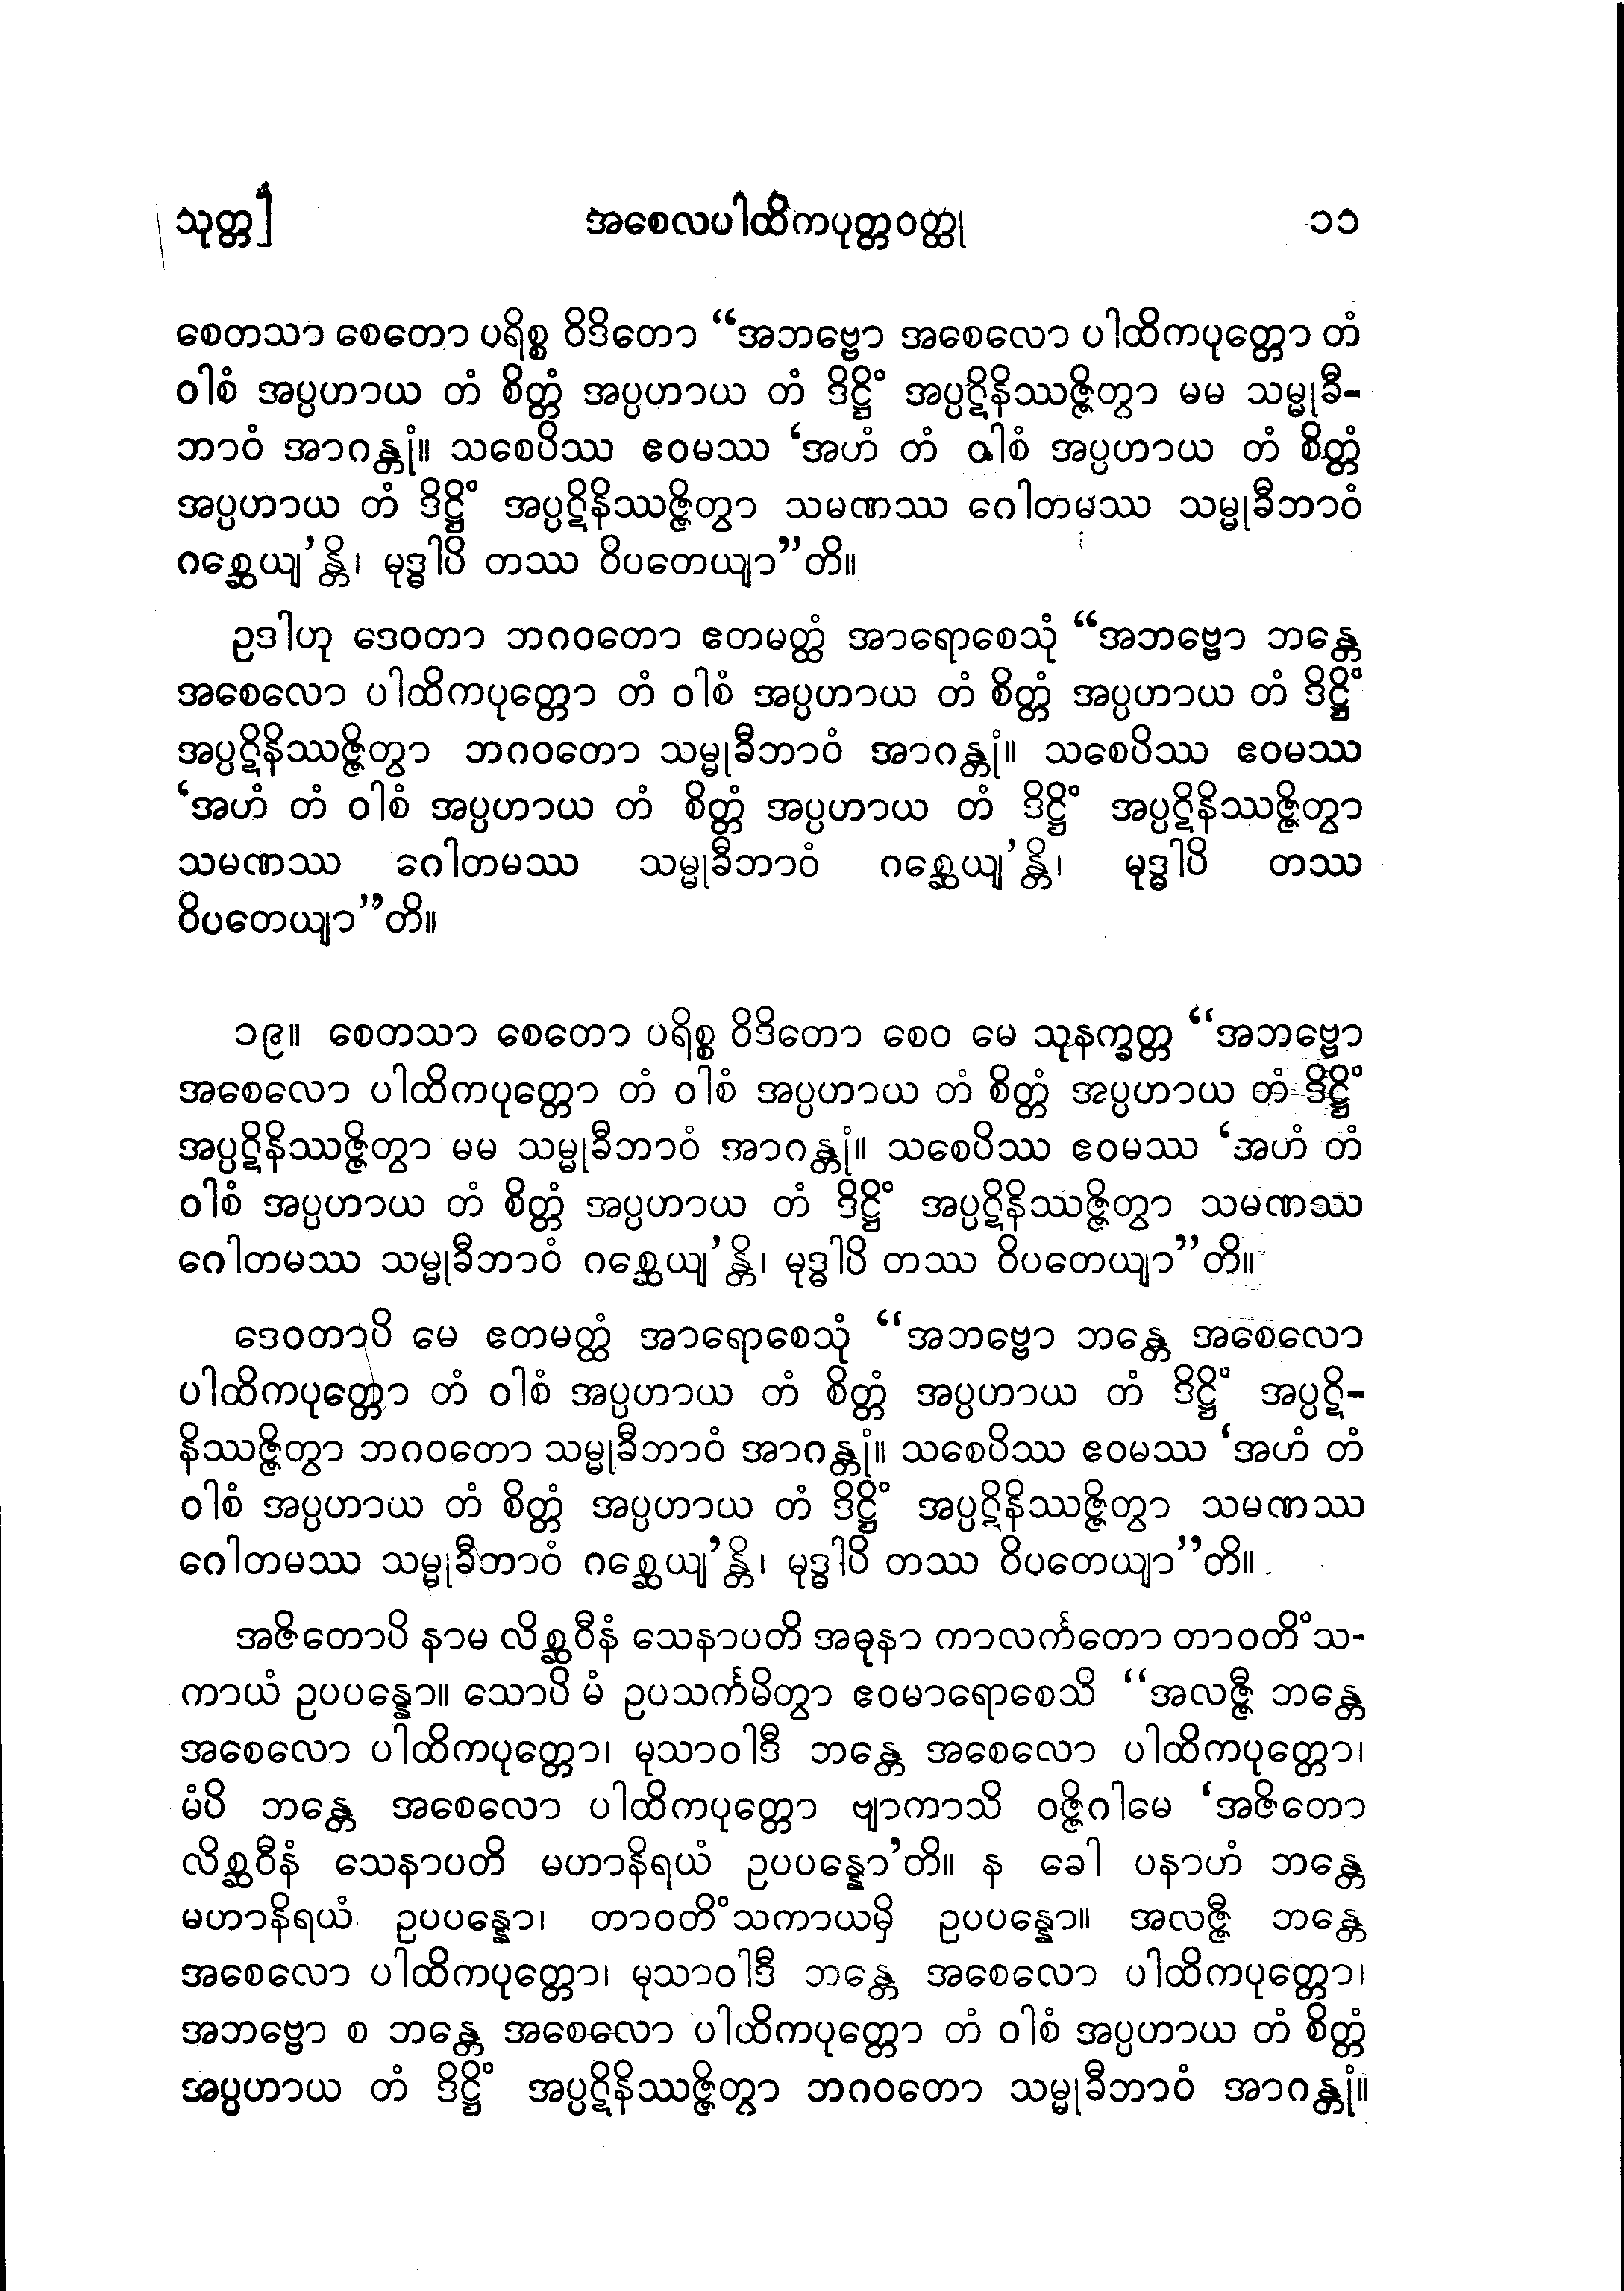 သုတ္တ] အစေလပါထိကပုတ္တဝတ္ထု ၁၁
စေတသာ စေတော ပရိစ္စ ဝိဒိတော “အဘဗ္ဗော အစေလော ပါထိကပုတ္တော တံ
ဝါစံ အပ္ပဟာယ တံ စိတ္တံ အပ္ပဟာယ တံ ဒိဋ္ဌိံ အပ္ပဋိနိဿဇ္ဇိတွာ မမ သမ္မုခီ-
ဘာဝံ အာဂန္တုံ။ သစေပိဿ ဧဝမဿ ‘အဟံ တံ ဝါစံ အပ္ပဟာယ တံ စိတ္တံ
အပ္ပဟာယ တံ ဒိဋ္ဌိံ အပ္ပဋိနိဿဇ္ဇိတွာ သမဏဿ ဂေါတမဿ သမ္မုခီဘာဝံ
ဂစ္ဆေယျ’န္တိ၊ မုဒ္ဓါပိ တဿ ဝိပတေယျာ”တိ။
ဥဒါဟု ဒေဝတာ ဘဂဝတော ဧတမတ္ထံ အာရောစေသုံ “အဘဗ္ဗော ဘန္တေ
အစေလော ပါထိကပုတ္တော တံ ဝါစံ အပ္ပဟာယ တံ စိတ္တံ အပ္ပဟာယ တံ ဒိဋ္ဌိံ
အပ္ပဋိနိဿဇ္ဇိတွာ ဘဂဝတော သမ္မုခီဘာဝံ အာဂန္တုံ။ သစေပိဿ ဧဝမဿ
‘အဟံ တံ ဝါစံ အပ္ပဟာယ တံ စိတ္တံ အပ္ပဟာယ တံ ဒိဋ္ဌိံ အပ္ပဋိနိဿဇ္ဇိတွာ
သမဏဿ ဂေါတမဿ သမ္မုခီဘာဝံ ဂစ္ဆေယျ’န္တိ၊ မုဒ္ဓါပိ တဿ
ဝိပတေယျာ”တိ။
၁၉။ စေတသာ စေတော ပရိစ္စ ဝိဒိတော စေဝ မေ သုနက္ခတ္တ “အဘဗ္ဗော
အစေလော ပါထိကပုတ္တော တံ ဝါစံ အပ္ပဟာယ တံ စိတ္တံ အပ္ပဟာယ တံ ဒိဋ္ဌိံ
အပ္ပဋိနိဿဇ္ဇိတွာ မမ သမ္မုခီဘာဝံ အာဂန္တုံ။ သစေပိဿ ဧဝမဿ ‘အဟံ တံ
ဝါစံ အပ္ပဟာယ တံ စိတ္တံ အပ္ပဟာယ တံ ဒိဋ္ဌိံ အပ္ပဋိနိဿဇ္ဇိတွာ သမဏဿ
ဂေါတမဿ သမ္မုခီဘာဝံ ဂစ္ဆေယျ’န္တိ၊ မုဒ္ဓါပိ တဿ ဝိပတေယျာ”တိ။
ဒေဝတာပိ မေ ဧတမတ္ထံ အာရောစေသုံ “အဘဗ္ဗော ဘန္တေ အစေလော
ပါထိကပုတ္တော တံ ဝါစံ အပ္ပဟာယ တံ စိတ္တံ အပ္ပဟာယ တံ ဒိဋ္ဌိံ အပ္ပဋိ-
နိဿဇ္ဇိတွာ ဘဂဝတော သမ္မုခီဘာဝံ အာဂန္တုံ။ သစေပိဿ ဧဝမဿ ‘အဟံ တံ
ဝါစံ အပ္ပဟာယ တံ စိတ္တံ အပ္ပဟာယ တံ ဒိဋ္ဌိံ အပ္ပဋိနိဿဇ္ဇိတွာ သမဏဿ
ဂေါတမဿ သမ္မုခီဘာဝံ ဂစ္ဆေယျ’န္တိ၊ မုဒ္ဓါပိ တဿ ဝိပတေယျာ”တိ။
အဇိတောပိ နာမ လိစ္ဆဝီနံ သေနာပတိ အဓုနာ ကာလင်္ကတော တာဝတိံသ-
ကာယံ ဥပပန္နော။ သောပိ မံ ဥပသင်္ကမိတွာ ဧဝမာရောစေသိ “အလဇ္ဇီ ဘန္တေ
အစေလော ပါထိကပုတ္တော၊ မုသာဝါဒီ ဘန္တေ အစေလော ပါထိကပုတ္တော၊
မံပိ ဘန္တေ အစေလော ပါထိကပုတ္တော ဗျာကာသိ ဝဇ္ဇိဂါမေ ‘အဇိတော
လိစ္ဆဝီနံ သေနာပတိ မဟာနိရယံ ဥပပန္နော’တိ။ န ခေါ ပနာဟံ ဘန္တေ
မဟာနိရယံ ဥပပန္နော၊ တာဝတိံသကာယမှိ ဥပပန္နော။ အလဇ္ဇီ ဘန္တေ
အစေလော ပါထိကပုတ္တော၊ မုသာဝါဒီ ဘန္တေ အစေလော ပါထိကပုတ္တော၊
အဘဗ္ဗော စ ဘန္တေ အစေလော ပါထိကပုတ္တော တံ ဝါစံ အပ္ပဟာယ တံ စိတ္တံ
အပ္ပဟာယ တံ ဒိဋ္ဌိံ အပ္ပဋိနိဿဇ္ဇိတွာ ဘဂဝတော သမ္မုခီဘာဝံ အာဂန္တုံ။